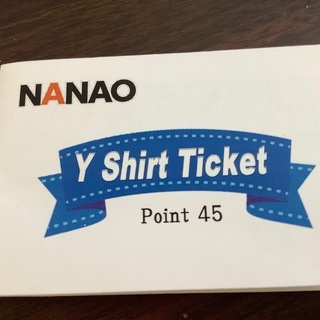 NANAO
Y Shirt Ticket
Point 45